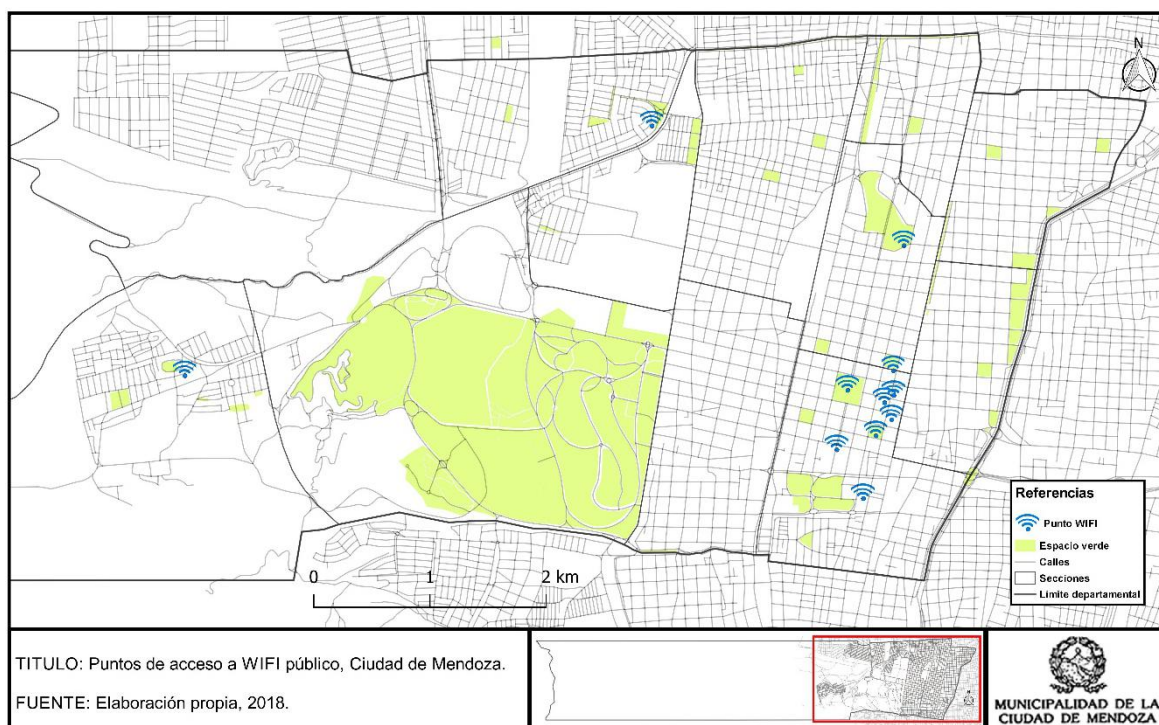 N
Referencias
Punto WIFI
Espacio verde
Calles
Secciones
Límite departamental
0 1 2 km
TITULO: Puntos de acceso a WIFI público, Ciudad de Mendoza.
FUENTE: Elaboración propia, 2018.
MUNICIPALIDAD DE LA
CIUDAD DE MENDOZA